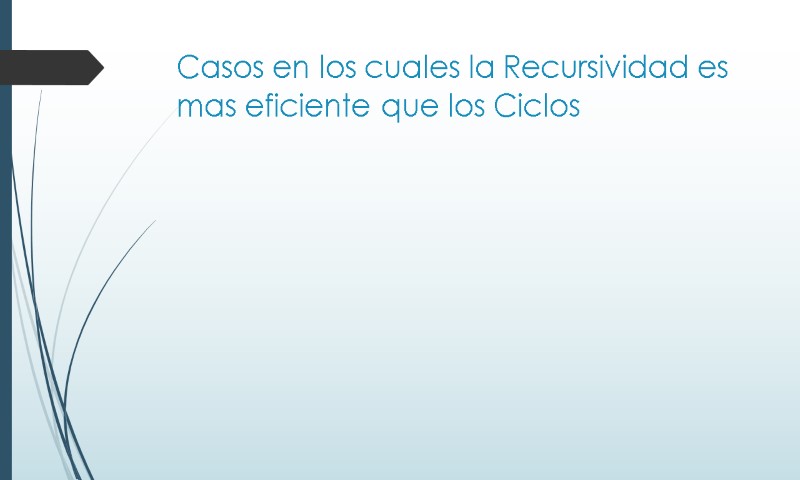 Casos en los cuales la Recursividad es
mas eficiente que los Ciclos